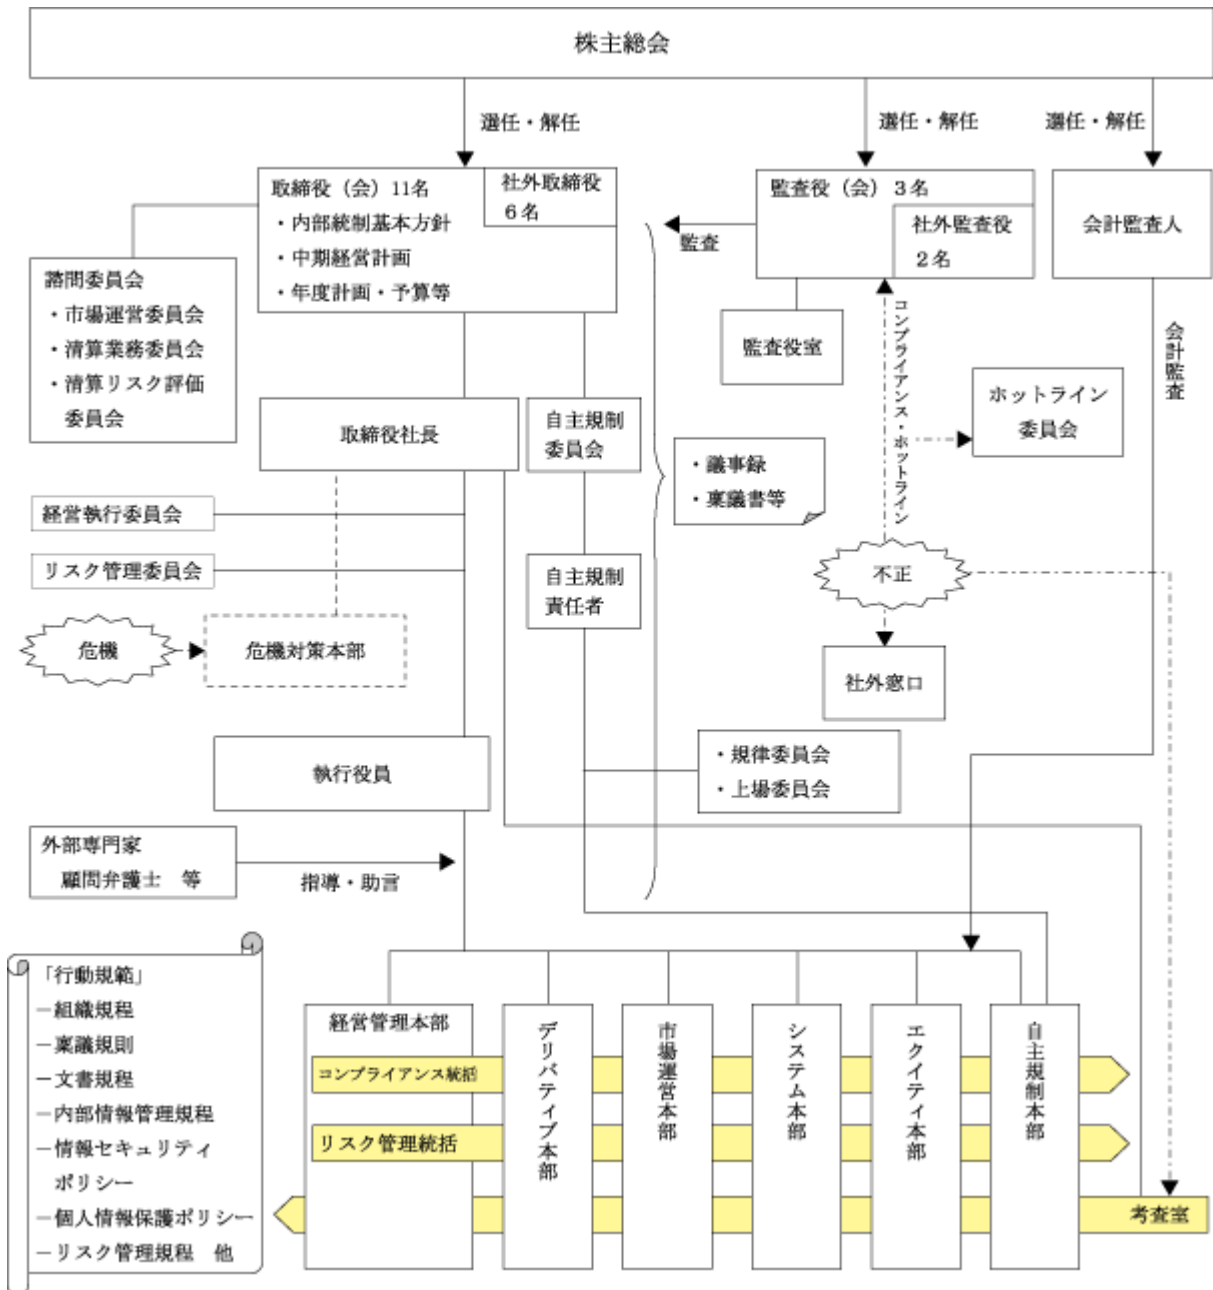 株主総会
選任・解任
選任・解任
選任・解任
取締役（会）11名
・内部統制基本方針
・中期経営計画
・年度計画・予算等
社外取締役
6名
監査
監査役（会）3名
社外監査役
2名
会計監査人
諮問委員会
・市場運営委員会
・清算業務委員会
・清算リスク評価
委員会
監査役室
コンプライアンス・ホットライン
会計監査
ホットライン
委員会
取締役社長
自主規制
委員会
・議事録
・稟議書等
経営執行委員会
リスク管理委員会
自主規制
責任者
不正
危機
危機対策本部
社外窓口
執行役員
・規律委員会
・上場委員会
外部専門家
顧問弁護士　等
指導・助言
「行動規範」
－組織規程
－稟議規則
－文書規程
－内部情報管理規程
－情報セキュリティ
ポリシー
－個人情報保護ポリシー
－リスク管理規程　他
経営管理本部
デリバティブ本部
市場運営本部
システム本部
エクイティ本部
自主規制本部
コンプライアンス統括
リスク管理統括
考査室